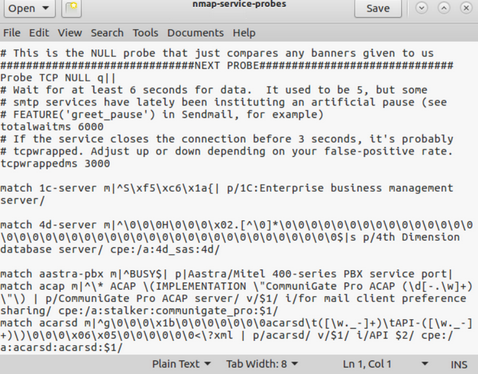 nmap-service-probes
Open
Save
File Edit View Search Tools Documents Help
# This is the NULL probe that just compares any banners given to us
##############################NEXT PROBE##############################
Probe TCP NULL q||
# Wait for at least 6 seconds for data.  It used to be 5, but some
# smtp services have lately been instituting an artificial pause (see
# FEATURE('greet_pause') in Sendmail, for example)
totalwaitms 6000
# If the service closes the connection before 3 seconds, it's probably
# tcpwrapped. Adjust up or down depending on your false-positive rate.
tcpwrappedms 3000
match 1c-server m|^S\xf5\xc6\x1a{| p/1C:Enterprise business management
server/
match 4d-server m|^\0\0\0H\0\0\0\x02.[^\0]*\0\0\0\0\0\0\0\0\0\0\0\0\0\0\0
\0\0\0\0\0\0\0\0\0\0\0\0\0\0\0\0\0\0\0\0\0\0\0\0\0$|s p/4th Dimension
database server/ cpe:/a:4d_sas:4d/
match aastra-pbx m|^BUSY$| p|Aastra/Mitel 400-series PBX service port|
match acap m|^\* ACAP \(IMPLEMENTATION \"CommuniGate Pro ACAP (\d[-.\w]+)
\"\) | p/CommuniGate Pro ACAP server/ v/$1/ i/for mail client preference
sharing/ cpe:/a:stalker:communigate_pro:$1/
match acarsd m|^g\0\0\0\x1b\0\0\0\0\0\0\0acarsd\t([\w._-]+)\tAPI-([\w._-]
+)\)\0\0\0\x06\x05\0\0\0\0\0\0<\?xml | p/acarsd/ v/$1/ i/API $2/ cpe:/
a:acarsd:acarsd:$1/
Plain Text Tab Width: 8 Ln 1, Col 1 INS